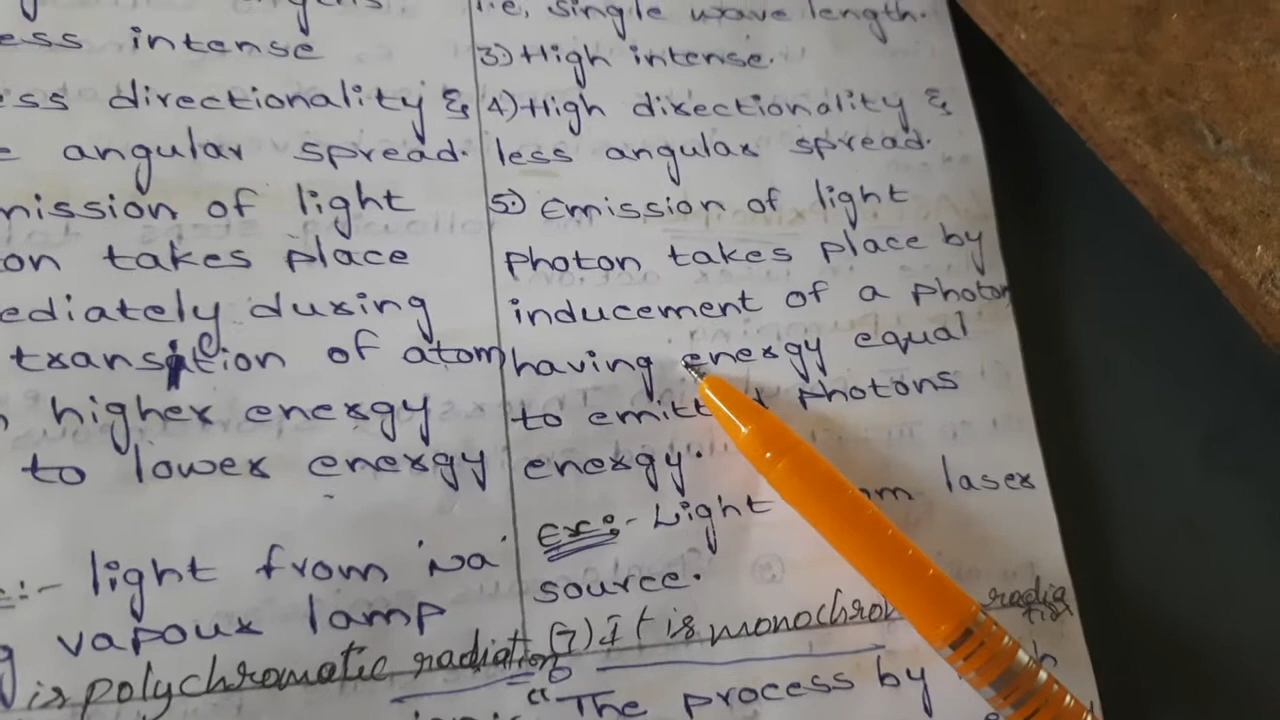 ess intense
ess directionality &
angular spread.
mission of light
on takes place
ediately during
transition of atom
higher energy
to lower energy
:- light from 'Na'
vapour lamp
is polychromatic radiation
i.e, single wave length.
3) High intense.
4) High directionality &
less angular spread.
5) Emission of light
photon takes place by
inducement of a photon
having energy equal
to emitt photons
energy.
Ex:- Light om laser
source.
(7) It is monochro radia
"The process by